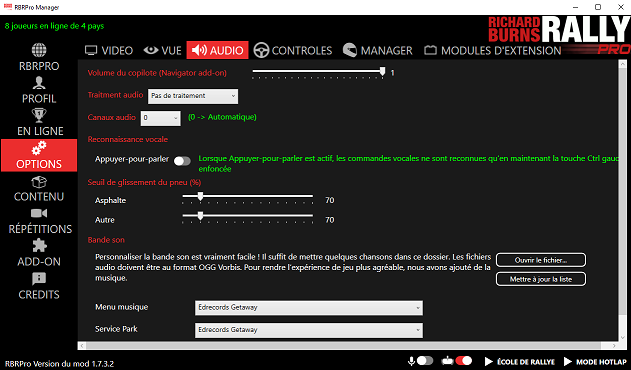 RBRPro Manager
8 joueurs en ligne de 4 pays
RICHARD BURNS RALLY PRO
VIDEO VUE AUDIO CONTROLES MANAGER MODULES D'EXTENSION
RBRPRO
PROFIL
EN LIGNE
OPTIONS
CONTENU
RÉPÉTITIONS
ADD-ON
CREDITS
Volume du copilote (Navigator add-on) 1
Traitment audio Pas de traitement
Canaux audio 0 (0 -> Automatique)
Reconnaissance vocale
Appuyer-pour-parler Lorsque Appuyer-pour-parler est actif, les commandes vocales ne sont reconnues qu'en maintenant la touche Ctrl gauc
enfoncée
Seuil de glissement du pneu (%)
Asphalte 70
Autre 70
Bande son
Personnaliser la bande son est vraiment facile ! Il suffit de mettre quelques chansons dans ce dossier. Les fichiers
audio doivent être au format OGG Vorbis. Pour rendre l'expérience de jeu plus agréable, nous avons ajouté de la
musique.
Ouvrir le fichier...
Mettre à jour la liste
Menu musique Edrecords Getaway
Service Park Edrecords Getaway
RBRPro Version du mod 1.7.3.2
ÉCOLE DE RALLYE MODE HOTLAP